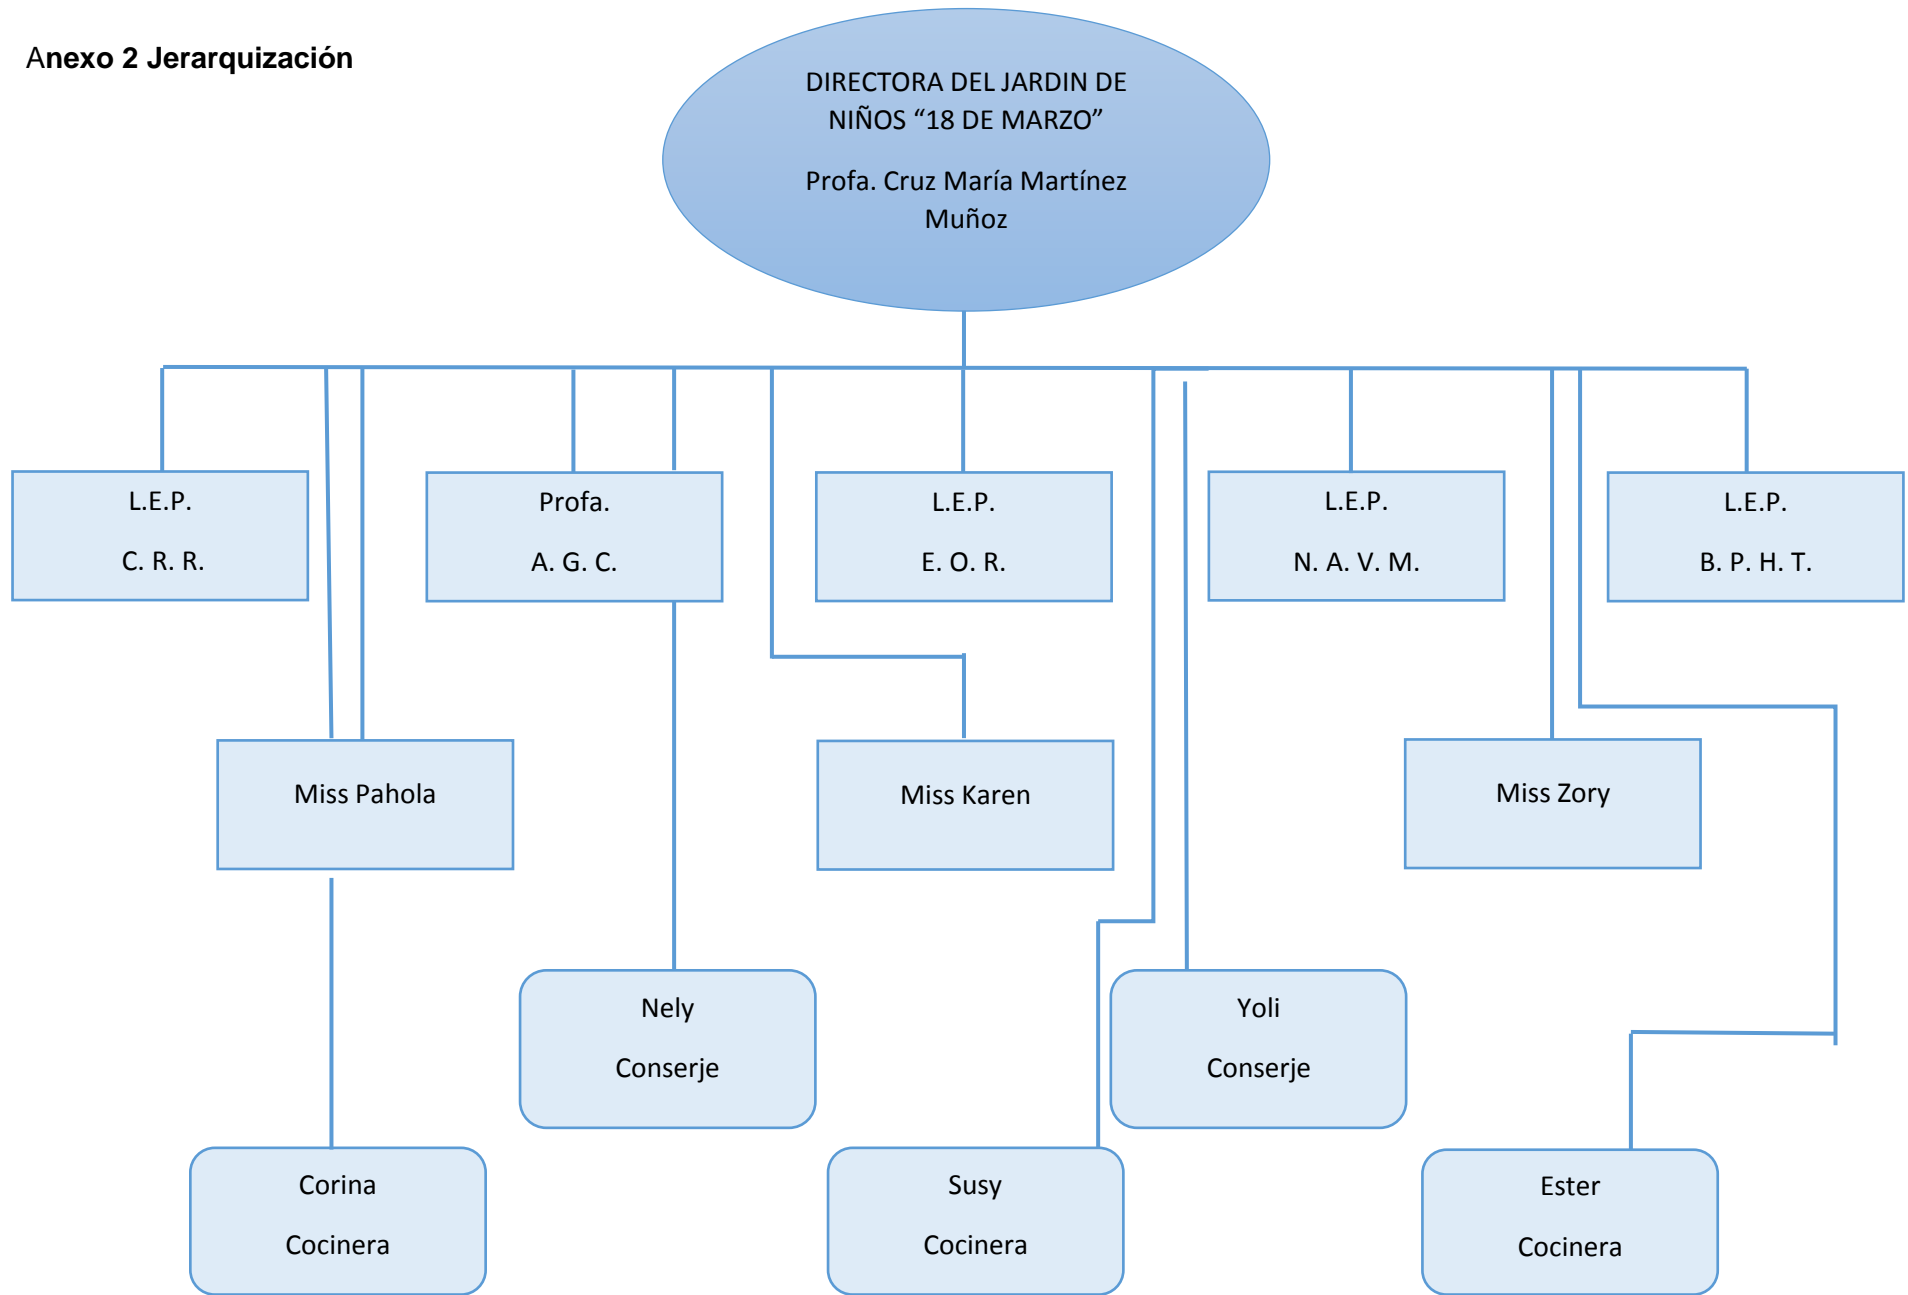 Anexo 2 Jerarquización
DIRECTORA DEL JARDIN DE
NIÑOS “18 DE MARZO”
Profa. Cruz María Martínez
Muñoz
L.E.P.
C. R. R.
Profa.
A. G. C.
L.E.P.
E. O. R.
L.E.P.
N. A. V. M.
L.E.P.
B. P. H. T.
Miss Pahola
Miss Karen
Miss Zory
Nely
Conserje
Yoli
Conserje
Corina
Cocinera
Susy
Cocinera
Ester
Cocinera